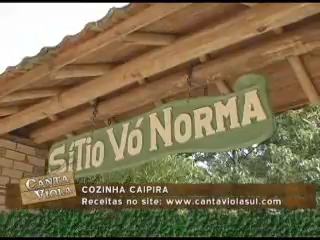 SíTio Vó NORMA
CANTA
VIOLA
COZINHA CAIPIRA
Receitas no site: www.cantaviolasul.com